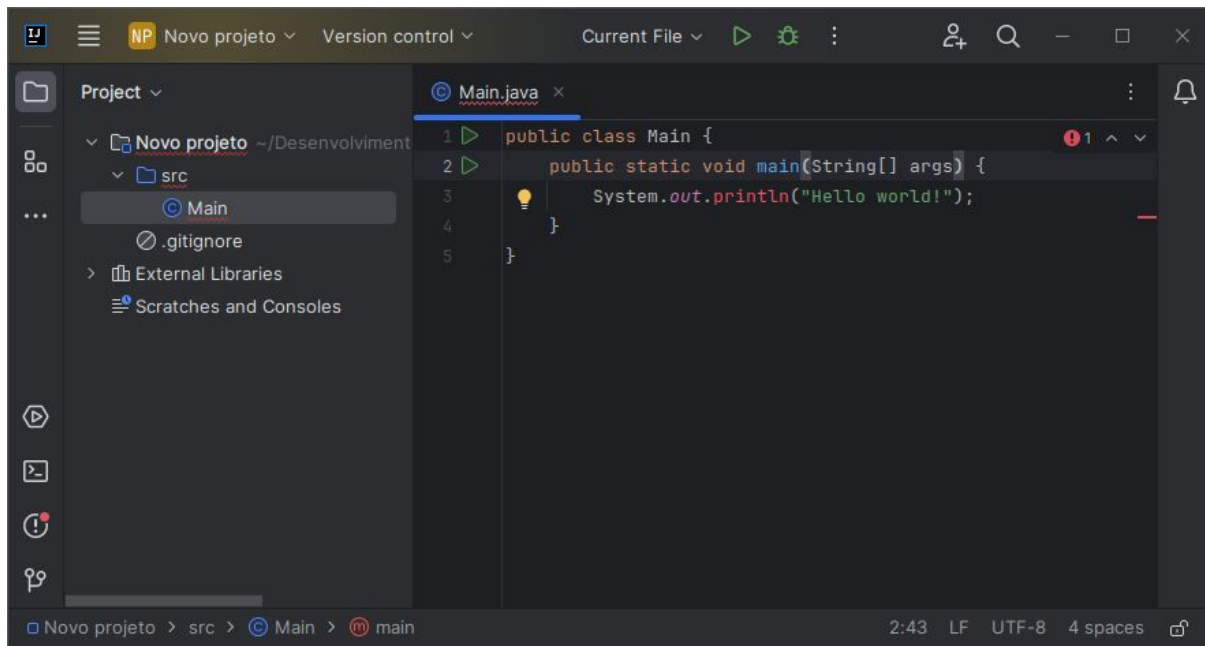 IJ
NP Novo projeto Version control Current File
Project
Main.java
Novo projeto ~/Desenvolviment
src
Main
.gitignore
External Libraries
Scratches and Consoles
1 public class Main {
2     public static void main(String[] args) {
3         System.out.println("Hello world!");
4     }
5 }
1
Novo projeto > src > C Main > m main
2:43 LF UTF-8 4 spaces